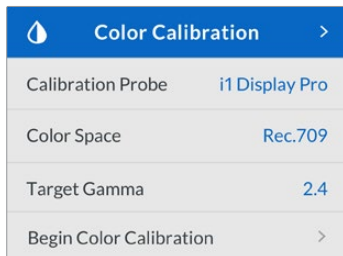 Color Calibration
Calibration Probe i1 Display Pro
Color Space Rec.709
Target Gamma 2.4
Begin Color Calibration